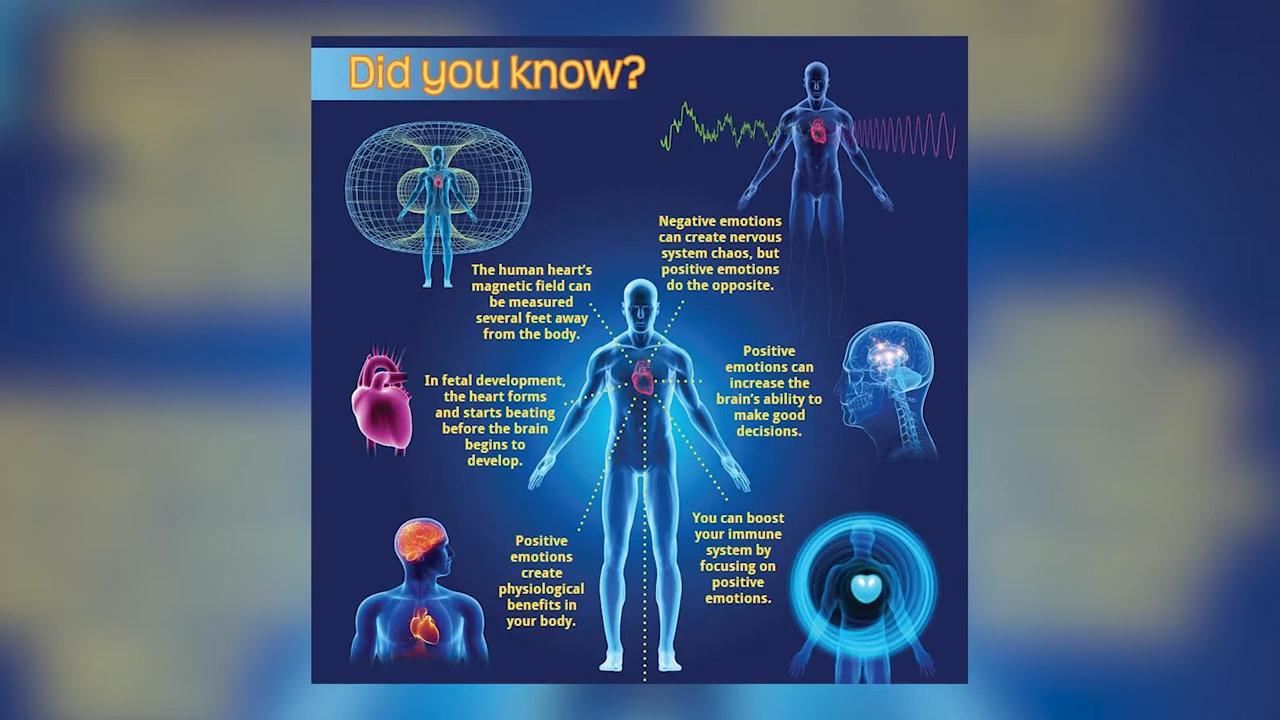 Did you know?
Negative emotions
can create nervous
system chaos, but
positive emotions
do the opposite.
The human heart's
magnetic field can
be measured
several feet away
from the body.
Positive
emotions can
increase the
brain's ability to
make good
decisions.
In fetal development,
the heart forms
and starts beating
before the brain
begins to
develop.
You can boost
your immune
system by
focusing on
positive
emotions.
Positive
emotions
create
physiological
benefits in
your body.